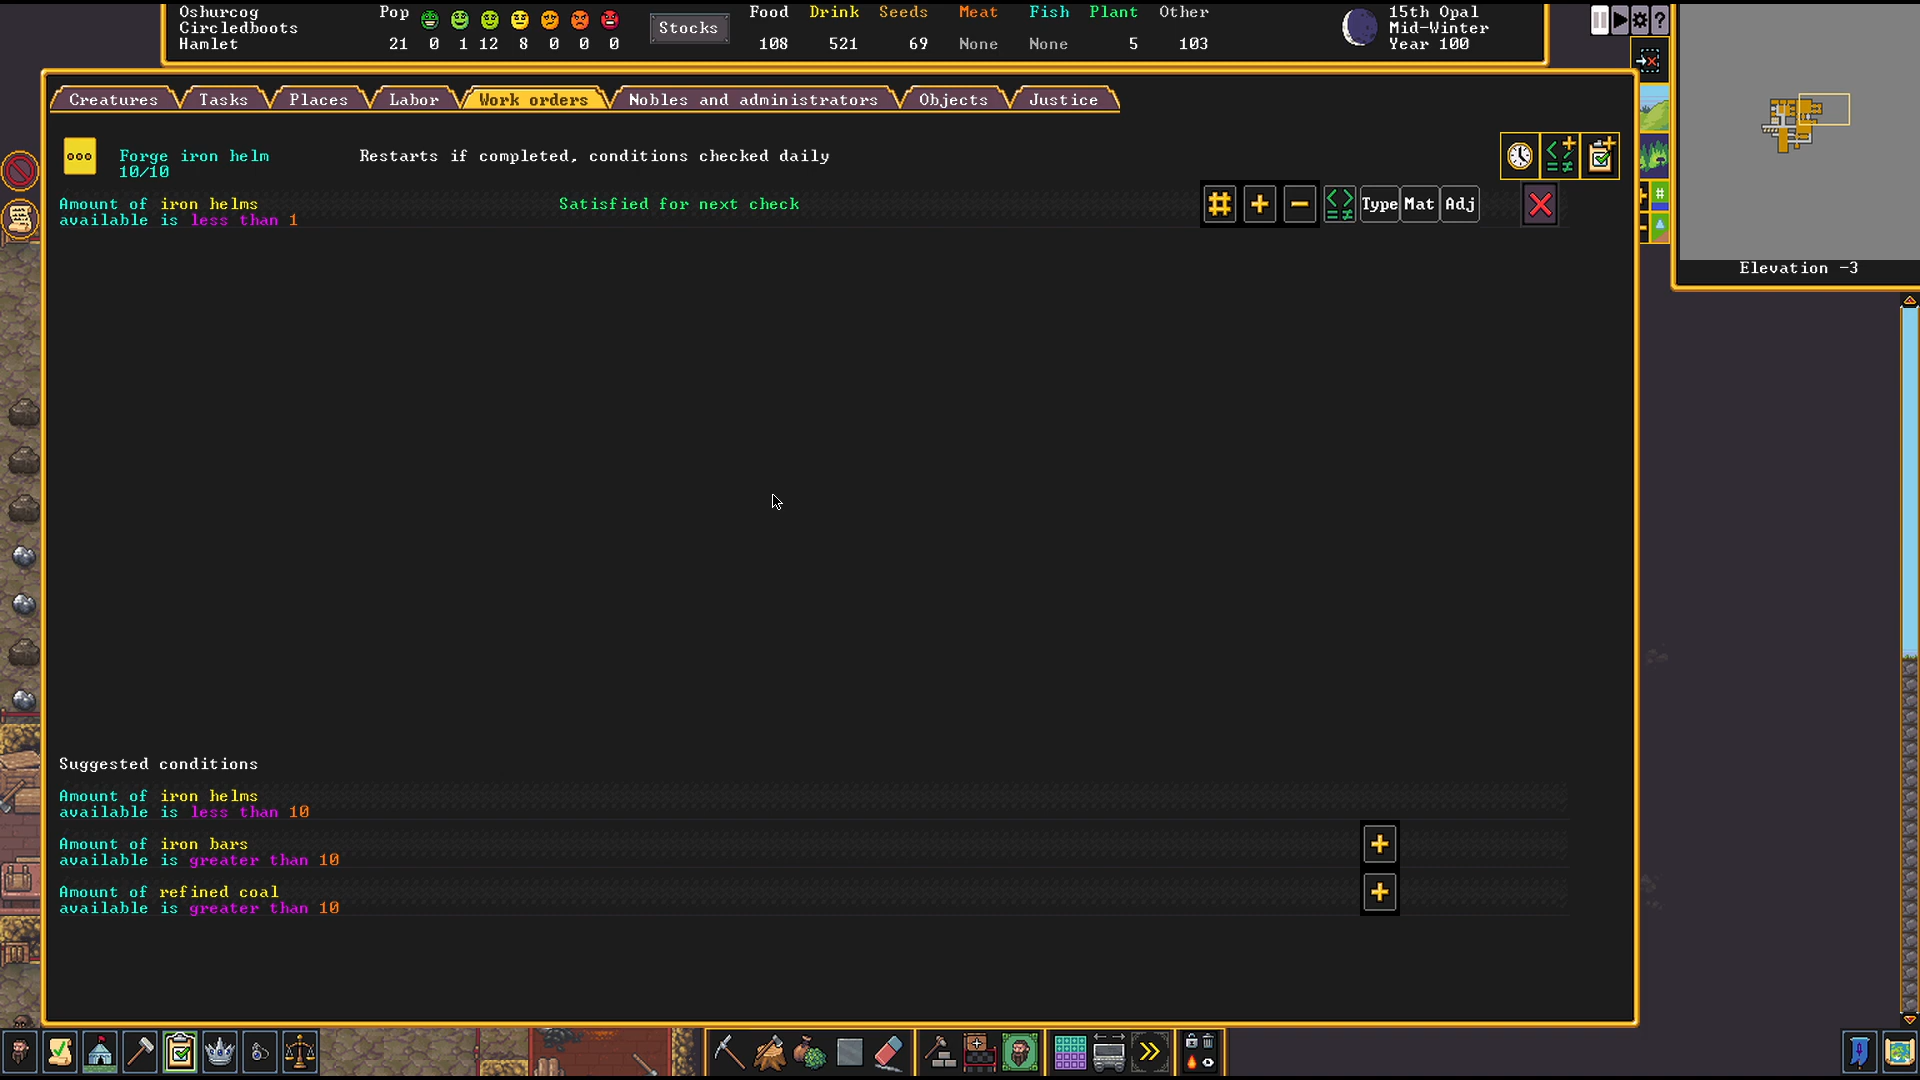 Oshurcog
Circledboots
Hamlet
Pop
21 0 1 12 8 0 0 0
Stocks
Food Drink Seeds Meat Fish Plant Other
108 521 69 None None 5 103
15th Opal
Mid-Winter
Year 100
Creatures Tasks Places Labor Work orders Nobles and administrators Objects Justice
Forge iron helm
10/10
Restarts if completed, conditions checked daily
Amount of iron helms
available is less than 1
Satisfied for next check
Type Mat Adj
Elevation -3
Suggested conditions
Amount of iron helms
available is less than 10
Amount of iron bars
available is greater than 10
Amount of refined coal
available is greater than 10